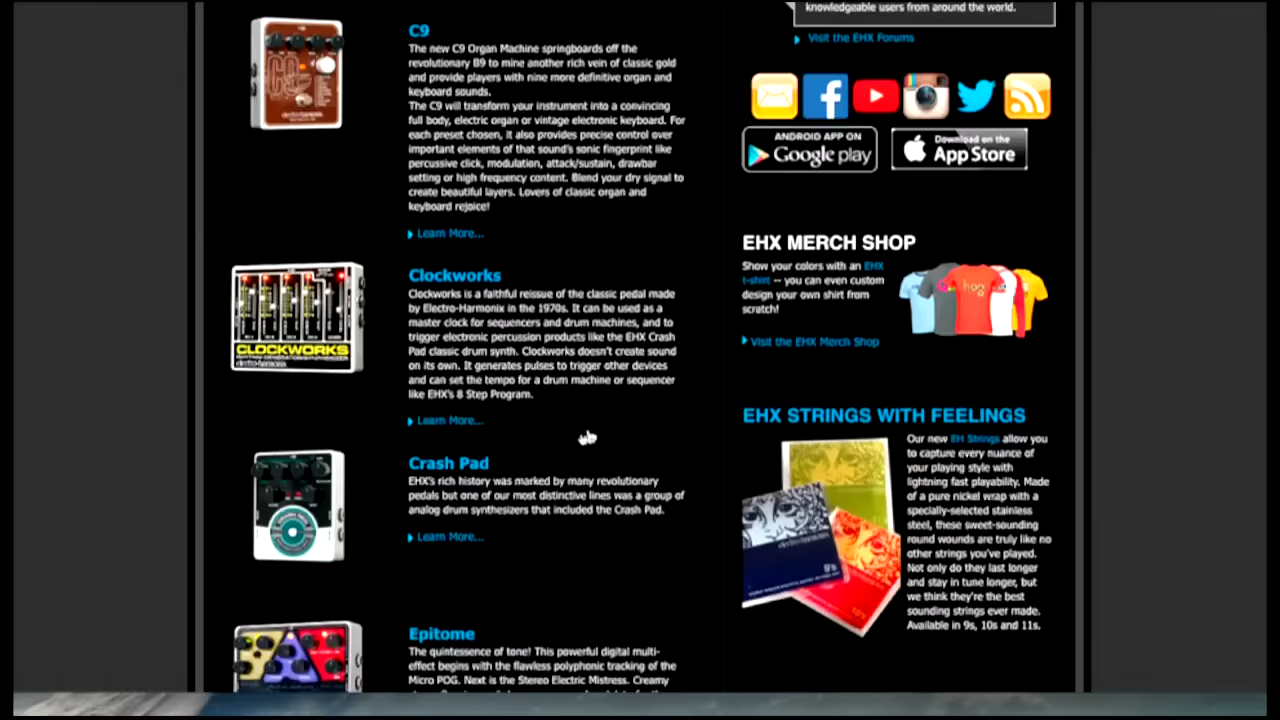 C9
The new C9 Organ Machine springboards off the
revolutionary B9 to mine another rich vein of classic gold
and provide players with nine more definitive organ and
keyboard sounds.
The C9 will transform your instrument into a convincing
full body, electric organ or vintage electronic keyboard. For
each preset chosen, it also provides precise control over
important elements of that sound's sonic fingerprint like
percussive click, modulation, attack/sustain, drawbar
setting or high frequency content. Blend your dry signal to
create beautiful layers. Lovers of classic organ and
keyboard rejoice!
Learn More...
C9
Clockworks
Clockworks is a faithful reissue of the classic pedal made
by Electro-Harmonix in the 1970s. It can be used as a
master clock for sequencers and drum machines, and to
trigger electronic percussion products like the EHX Crash
Pad classic drum synth. Clockworks doesn't create sound
on its own. It generates pulses to trigger other devices
and can set the tempo for a drum machine or sequencer
like EHX's 8 Step Program.
Learn More...
CLOCKWORKS
electro-harmonix
Crash Pad
EHX's rich history was marked by many revolutionary
pedals but one of our most distinctive lines was a group of
analog drum synthesizers that included the Crash Pad.
Learn More...
Epitome
The quintessence of tone! This powerful digital multi-
effect begins with the flawless polyphonic tracking of the
Micro POG. Next is the Stereo Electric Mistress. Creamy
knowledgeable users from around the world.
Visit the EHX Forums
ANDROID APP ON
Google play
Download on the
App Store
EHX MERCH SHOP
Show your colors with an EHX
t-shirt -- you can even custom
design your own shirt from
scratch!
Visit the EHX Merch Shop
hog
EHX STRINGS WITH FEELINGS
Our new EH Strings allow you
to capture every nuance of
your playing style with
lightning fast playability. Made
of a pure nickel wrap with a
specially-selected stainless
steel, these sweet-sounding
round wounds are truly like no
other strings you've played.
Not only do they last longer
and stay in tune longer, but
we think they're the best
sounding strings ever made.
Available in 9s, 10s and 11s.
electro-harmonix
9's
10's